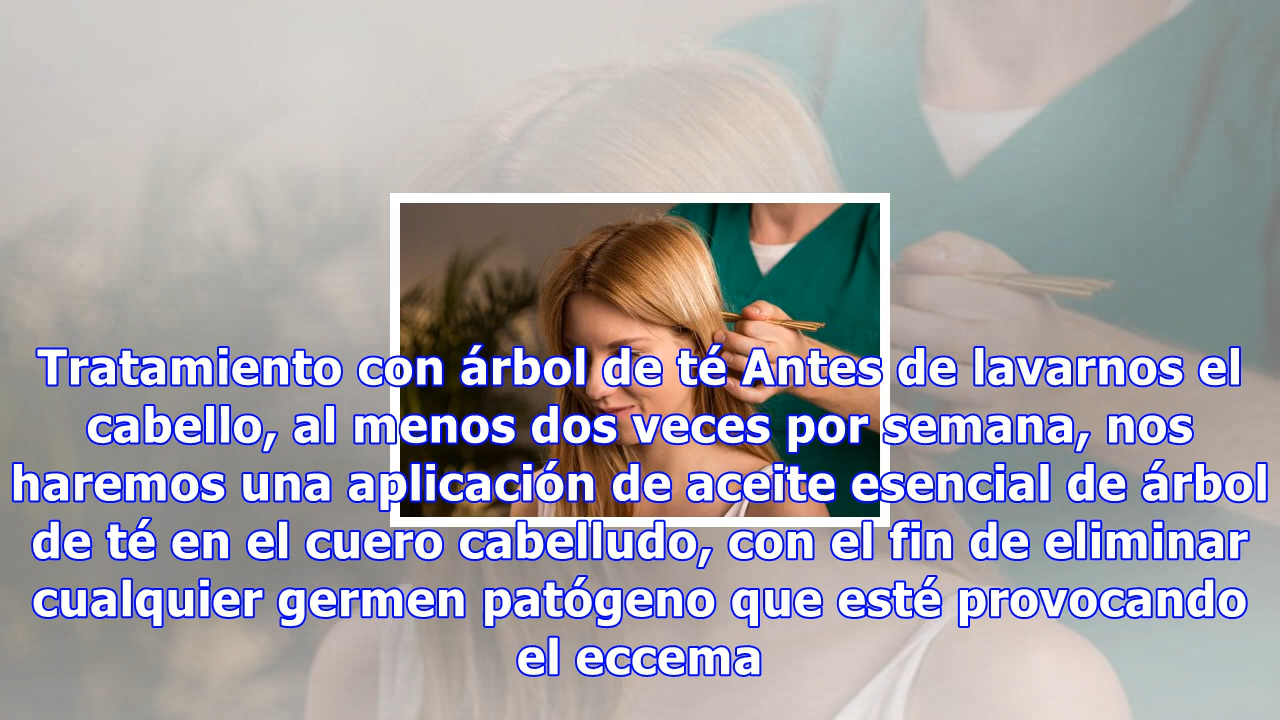 Tratamiento con árbol de té Antes de lavarnos el
cabello, al menos dos veces por semana, nos
haremos una aplicación de aceite esencial de árbol
de té en el cuero cabelludo, con el fin de eliminar
cualquier germen patógeno que esté provocando
el eccema